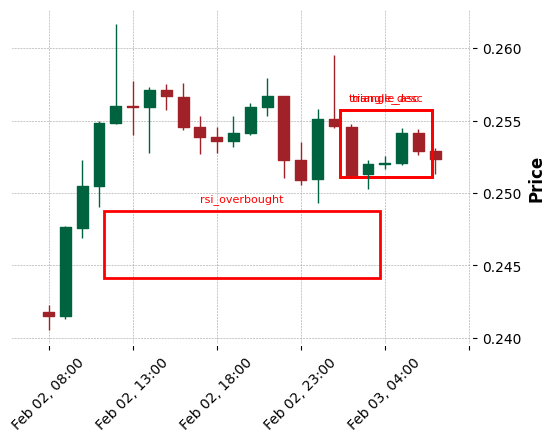 0.260
0.255
0.250
0.245
0.240
Price
rsi_overbought
Feb 02, 08:00
Feb 02, 13:00
Feb 02, 18:00
Feb 02, 23:00
Feb 03, 04:00